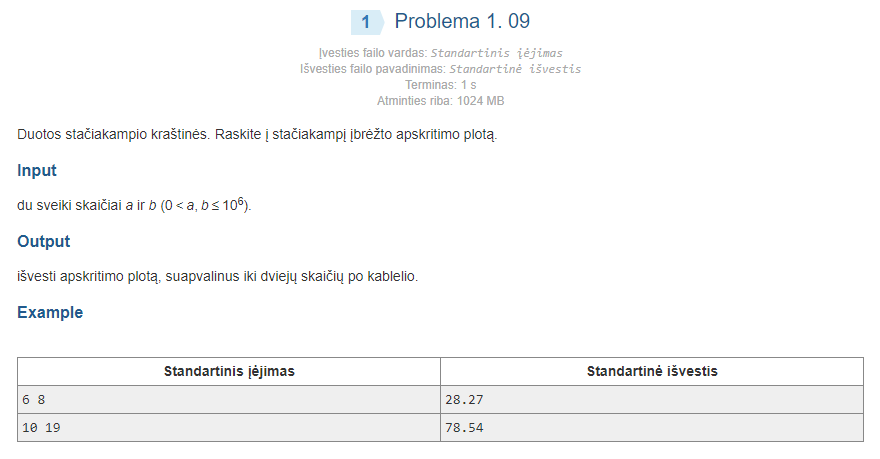 1 Problema 1. 09
Įvesties failo vardas: Standartinis įėjimas
Išvesties failo pavadinimas: Standartinė išvestis
Terminas: 1 s
Atminties riba: 1024 MB
Duotos stačiakampio kraštinės. Raskite į stačiakampį įbrėžto apskritimo plotą.
Input
du sveiki skaičiai a ir b (0 < a, b ≤ 10⁶).
Output
išvesti apskritimo plotą, suapvalinus iki dviejų skaičių po kablelio.
Example
Standartinis įėjimas Standartinė išvestis
6 8 28.27
10 19 78.54